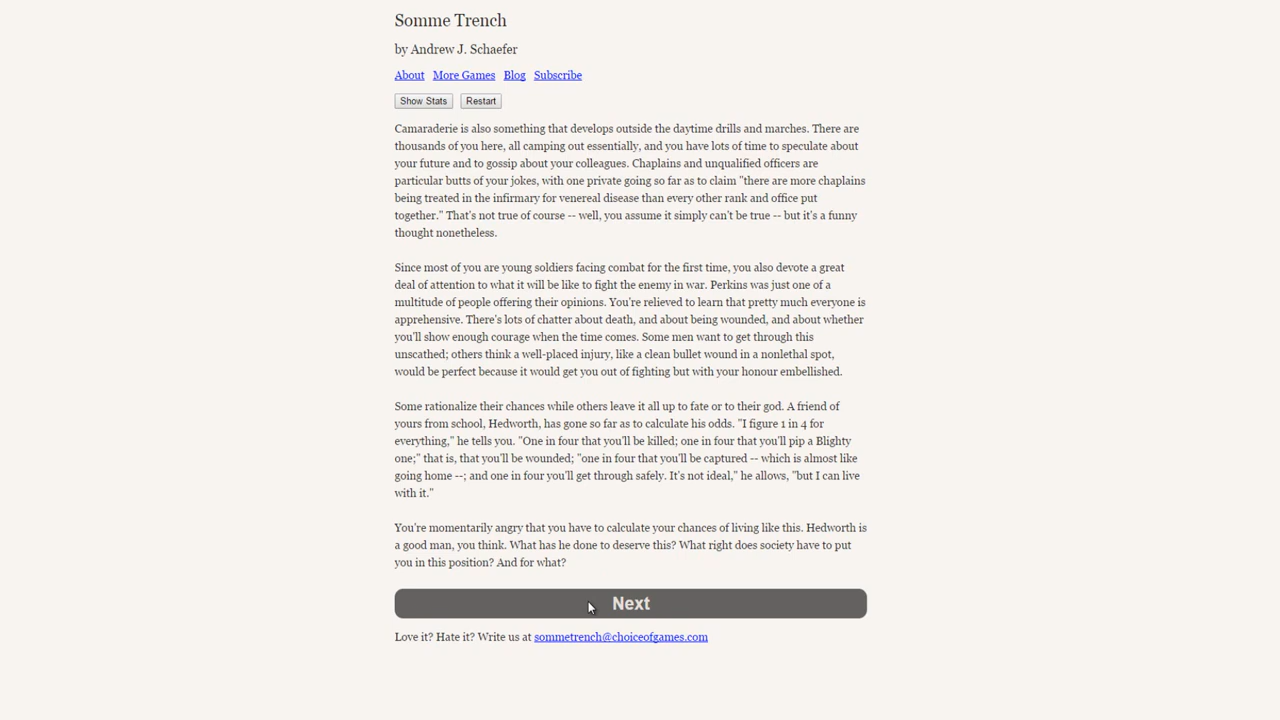 Somme Trench
by Andrew J. Schaefer
About More Games Blog Subscribe
Show Stats Restart
Camaraderie is also something that develops outside the daytime drills and marches. There are
thousands of you here, all camping out essentially, and you have lots of time to speculate about
your future and to gossip about your colleagues. Chaplains and unqualified officers are
particular butts of your jokes, with one private going so far as to claim "there are more chaplains
being treated in the infirmary for venereal disease than every other rank and office put
together." That's not true of course -- well, you assume it simply can't be true -- but it's a funny
thought nonetheless.
Since most of you are young soldiers facing combat for the first time, you also devote a great
deal of attention to what it will be like to fight the enemy in war. Perkins was just one of a
multitude of people offering their opinions. You're relieved to learn that pretty much everyone is
apprehensive. There's lots of chatter about death, and about being wounded, and about whether
you'll show enough courage when the time comes. Some men want to get through this
unscathed; others think a well-placed injury, like a clean bullet wound in a nonlethal spot,
would be perfect because it would get you out of fighting but with your honour embellished.
Some rationalize their chances while others leave it all up to fate or to their god. A friend of
yours from school, Hedworth, has gone so far as to calculate his odds. "I figure 1 in 4 for
everything," he tells you. "One in four that you'll be killed; one in four that you'll pip a Blighty
one;" that is, that you'll be wounded; "one in four that you'll be captured -- which is almost like
going home --; and one in four you'll get through safely. It's not ideal," he allows, "but I can live
with it."
You're momentarily angry that you have to calculate your chances of living like this. Hedworth is
a good man, you think. What has he done to deserve this? What right does society have to put
you in this position? And for what?
Next
Love it? Hate it? Write us at sommetrench@choiceofgames.com